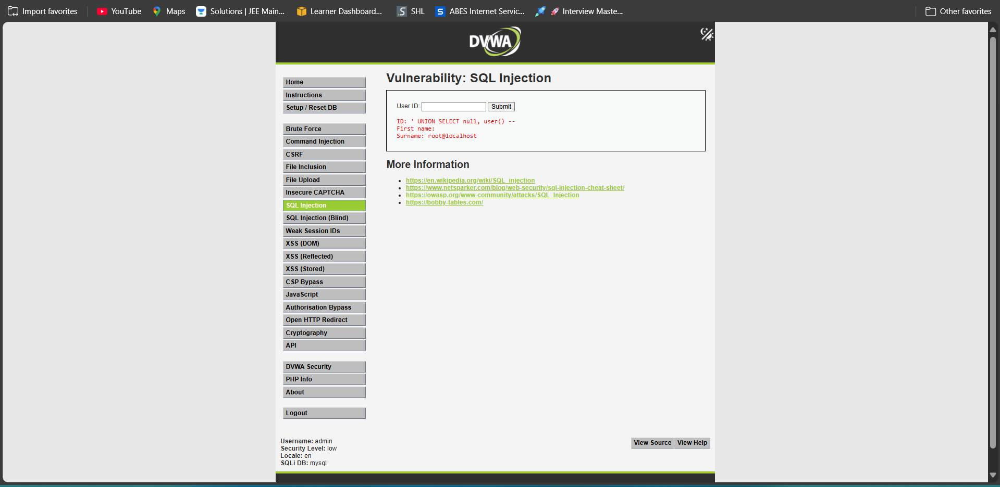 Import favorites YouTube Maps Solutions | JEE Main... Learner Dashboard... SHL ABES Internet Servic... Interview Maste... Other favorites
DVWA
Home
Instructions
Setup / Reset DB
Brute Force
Command Injection
CSRF
File Inclusion
File Upload
Insecure CAPTCHA
SQL Injection
SQL Injection (Blind)
Weak Session IDs
XSS (DOM)
XSS (Reflected)
XSS (Stored)
CSP Bypass
JavaScript
Authorisation Bypass
Open HTTP Redirect
Cryptography
API
DVWA Security
PHP Info
About
Logout
Vulnerability: SQL Injection
User ID: Submit
ID: ' UNION SELECT null, user() --
First name:
Surname: root@localhost
More Information
https://en.wikipedia.org/wiki/SQL_injection
https://www.netsparker.com/blog/web-security/sql-injection-cheat-sheet/
https://owasp.org/www-community/attacks/SQL_Injection
https://bobby-tables.com/
Username: admin
Security Level: low
Locale: en
SQLi DB: mysql
View Source View Help